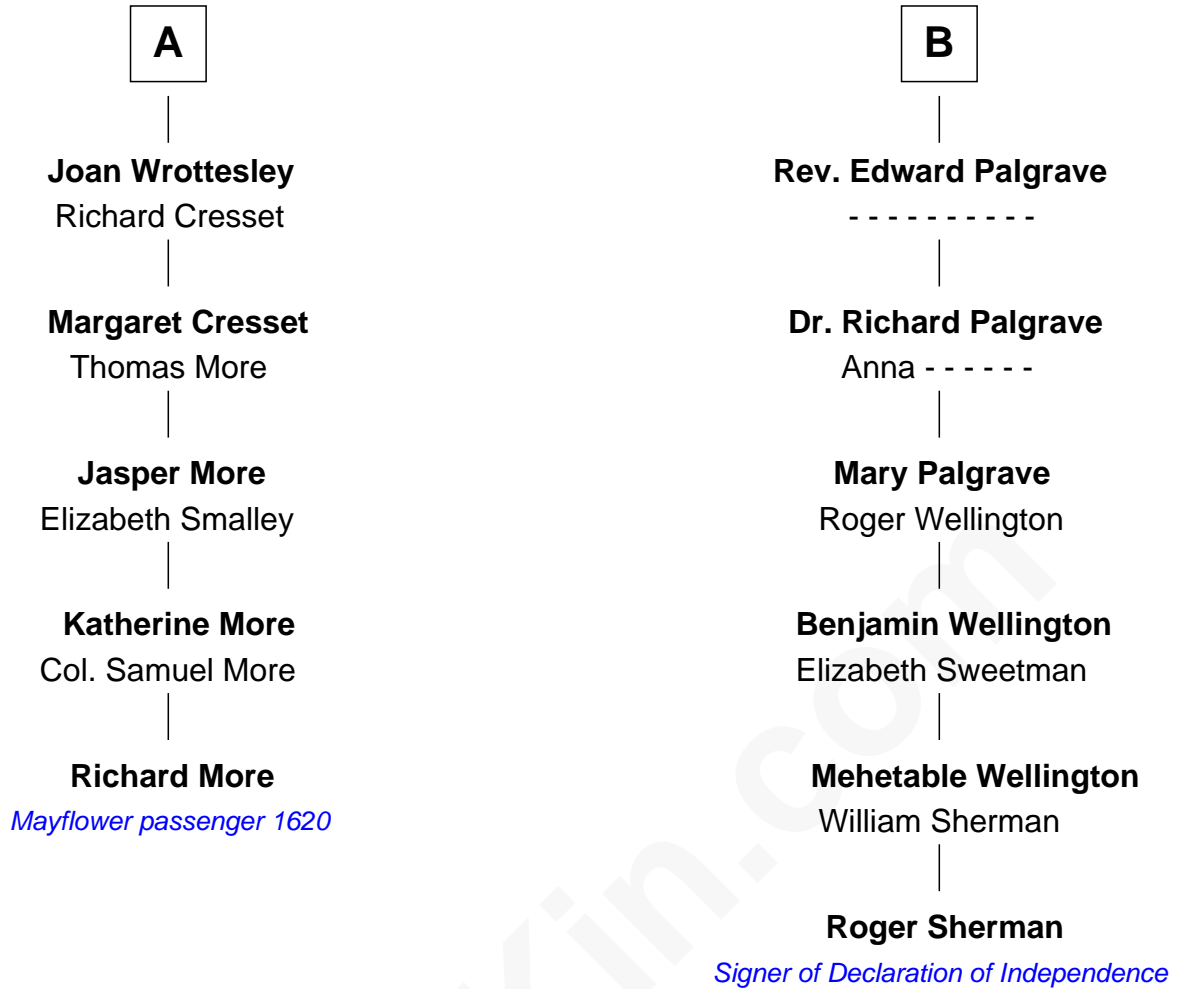 A
Joan Wrottesley
Richard Cresset
Margaret Cresset
Thomas More
Jasper More
Elizabeth Smalley
Katherine More
Col. Samuel More
Richard More
Mayflower passenger 1620
B
Rev. Edward Palgrave
- - - - - - - - - -
Dr. Richard Palgrave
Anna - - - - - -
Mary Palgrave
Roger Wellington
Benjamin Wellington
Elizabeth Sweetman
Mehetable Wellington
William Sherman
Roger Sherman
Signer of Declaration of Independence